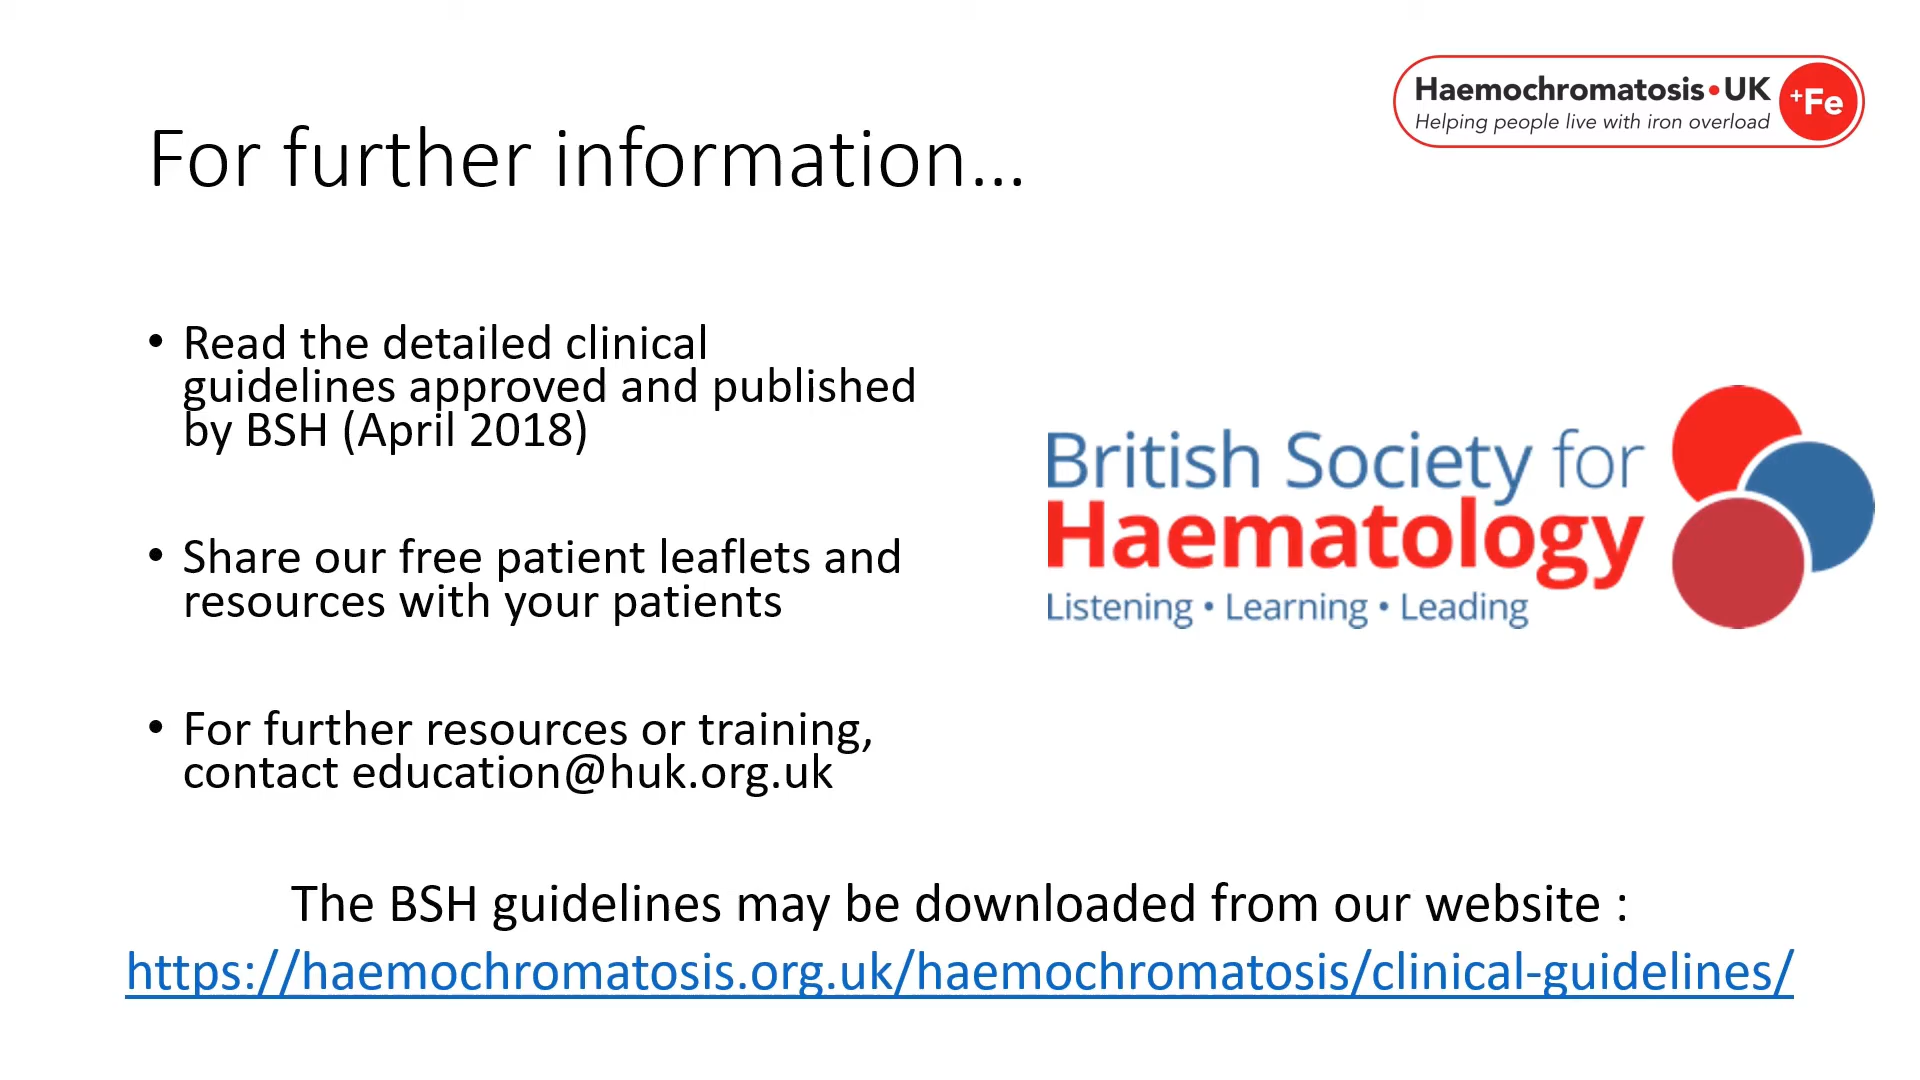 Haemochromatosis•UK
Helping people live with iron overload
+Fe
For further information...
• Read the detailed clinical
guidelines approved and published
by BSH (April 2018)
• Share our free patient leaflets and
resources with your patients
• For further resources or training,
contact education@huk.org.uk
British Society for
Haematology
Listening • Learning • Leading
The BSH guidelines may be downloaded from our website :
https://haemochromatosis.org.uk/haemochromatosis/clinical-guidelines/